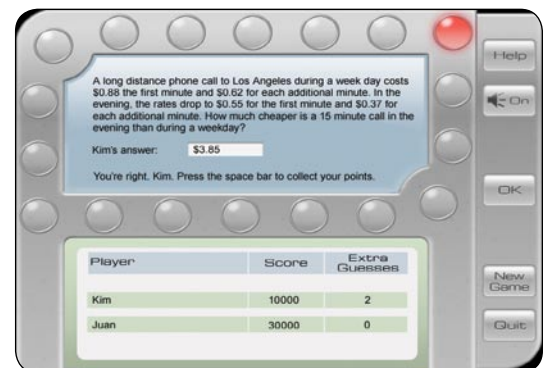 A long distance phone call to Los Angeles during a week day costs
$0.88 the first minute and $0.62 for each additional minute. In the
evening, the rates drop to $0.55 for the first minute and $0.37 for
each additional minute. How much cheaper is a 15 minute call in the
evening than during a weekday?
Kim's answer: $3.85
You're right, Kim. Press the space bar to collect your points.
Help
On
OK
New
Game
Quit
Player Score Extra
Guesses
Kim 10000 2
Juan 30000 0